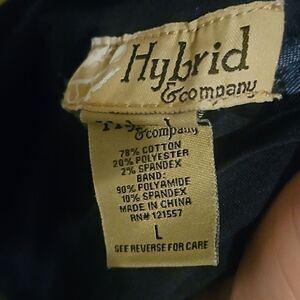 Hybrid
&company
&company
78% COTTON
20% POLYESTER
2% SPANDEX
BAND:
90% POLYAMIDE
10% SPANDEX
MADE IN CHINA
RN# 121557
L
SEE REVERSE FOR CARE